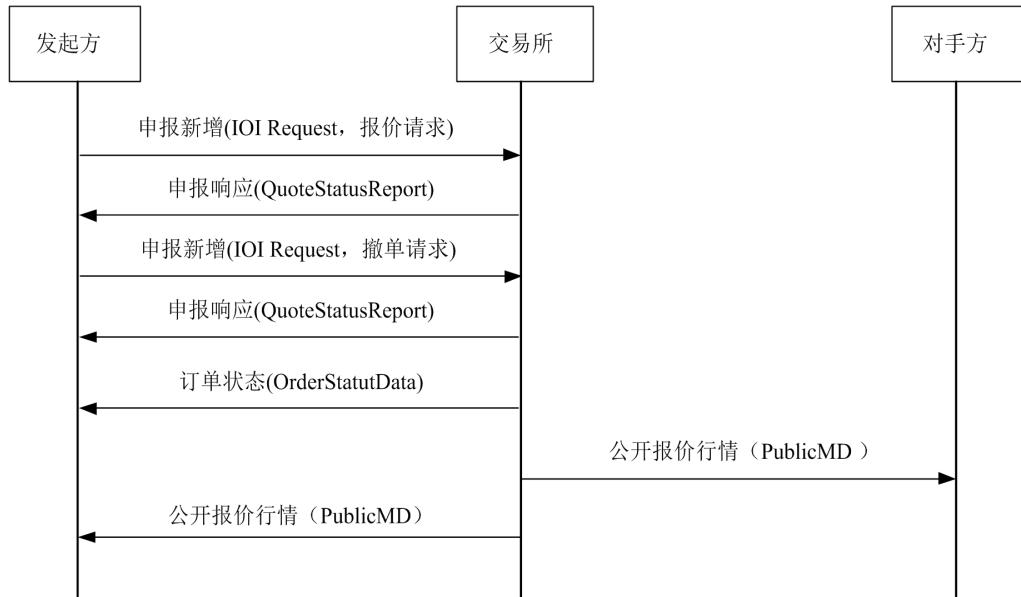 发起方
交易所
对手方
申报新增(IOI Request，报价请求)
申报响应(QuoteStatusReport)
申报新增(IOI Request，撤单请求)
申报响应(QuoteStatusReport)
订单状态(OrderStatutData)
公开报价行情（PublicMD ）
公开报价行情（PublicMD）